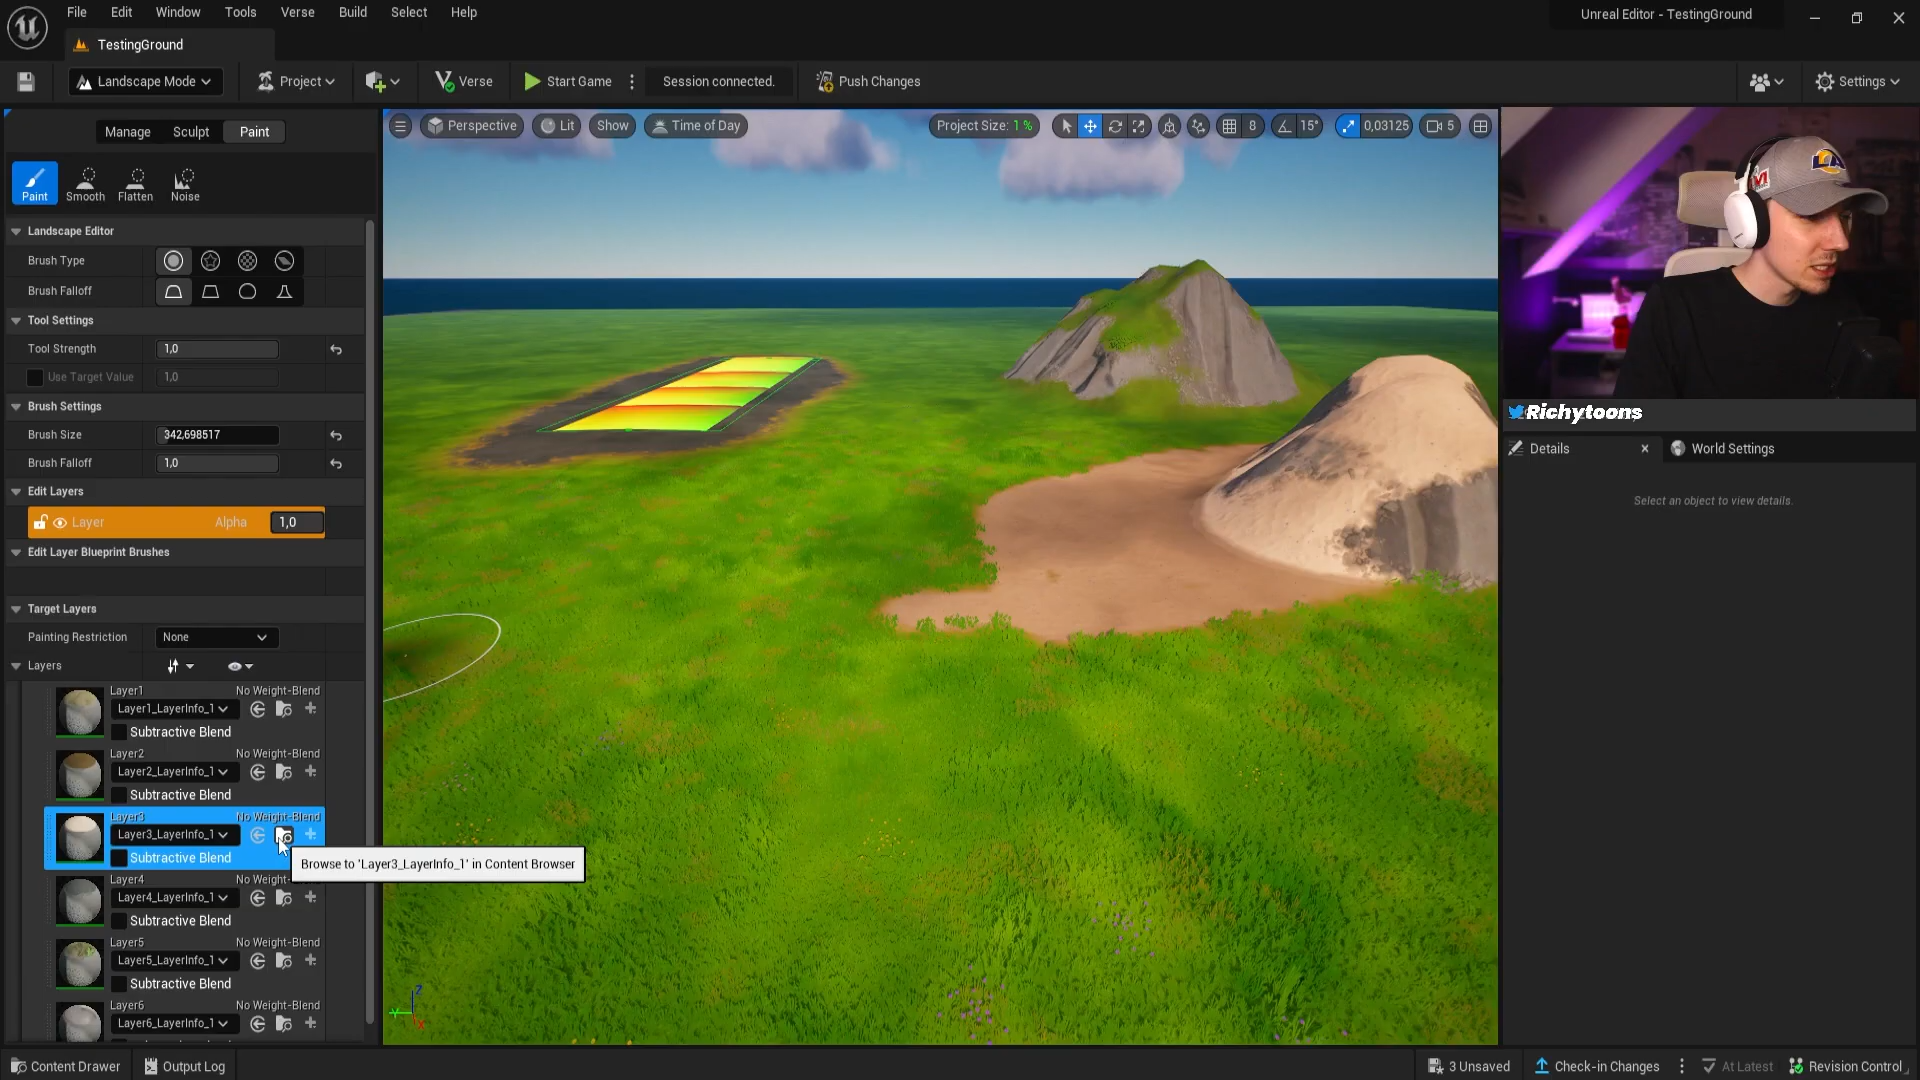 File Edit Window Tools Verse Build Select Help
Unreal Editor - TestingGround
TestingGround
Landscape Mode
Project
Verse
Start Game
Session connected.
Push Changes
Settings
Manage Sculpt Paint
Perspective
Lit
Show
Time of Day
Project Size: 1 %
8
15°
0,03125
5
Paint Smooth Flatten Noise
Landscape Editor
Brush Type
Brush Falloff
Tool Settings
Tool Strength 1,0
Use Target Value 1,0
Brush Settings
Brush Size 342,698517
Brush Falloff 1,0
Edit Layers
Layer Alpha 1,0
Edit Layer Blueprint Brushes
Target Layers
Painting Restriction None
Layers
Layer1 No Weight-Blend
Layer1_LayerInfo_1
Subtractive Blend
Layer2 No Weight-Blend
Layer2_LayerInfo_1
Subtractive Blend
Layer3 No Weight-Blend
Layer3_LayerInfo_1
Subtractive Blend
Browse to 'Layer3_LayerInfo_1' in Content Browser
Layer4 No Weight-Blend
Layer4_LayerInfo_1
Subtractive Blend
Layer5 No Weight-Blend
Layer5_LayerInfo_1
Subtractive Blend
Layer6 No Weight-Blend
Layer6_LayerInfo_1
Z
Y
X
LA
M
Richytoons
Details
World Settings
Select an object to view details.
Content Drawer
Output Log
3 Unsaved
Check-in Changes
At Latest
Revision Control